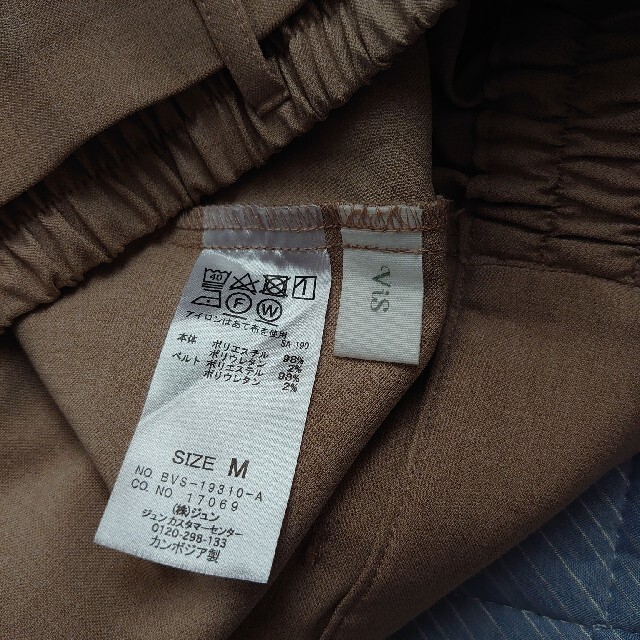 40
F W
アイロンはあて布を使用
SA 190
本体 ポリエステル 98%
ポリウレタン 2%
ベルト ポリエステル 98%
ポリウレタン 2%
SIZE M
NO. BVS-19310-A
CO. NO. 17069
(株)ジュン
ジュンカスタマーセンター
0120-298-133
カンボジア製
ViS